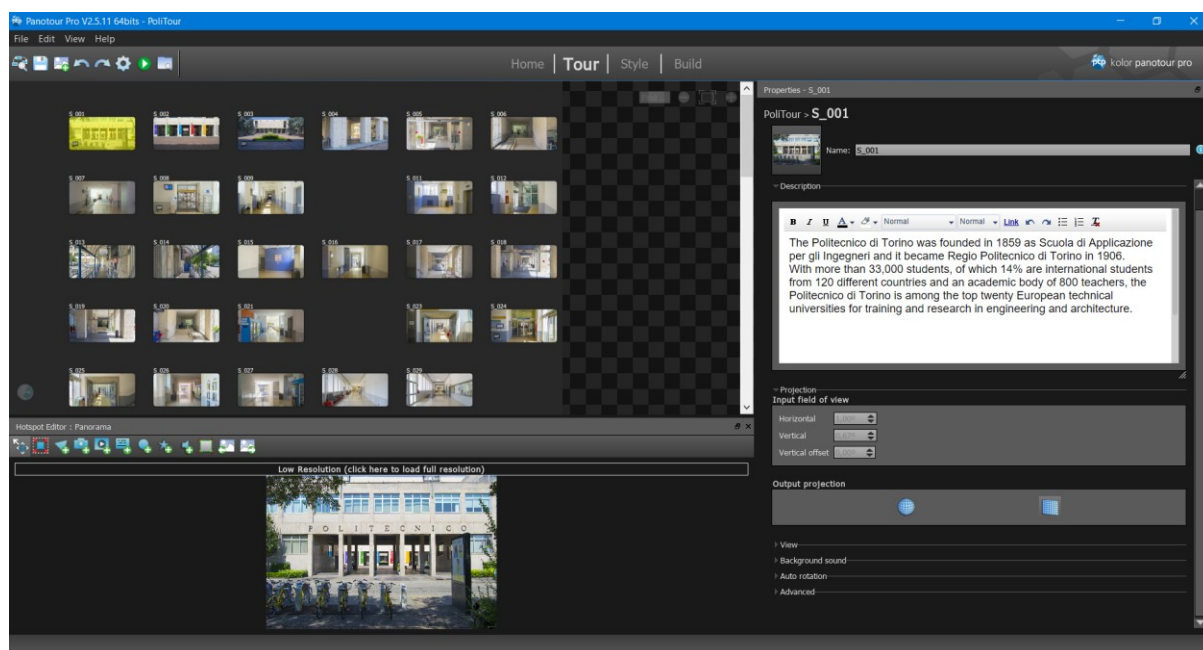 Panotour Pro V2.5.11 64bits - PoliTour
File Edit View Help
Home | Tour | Style | Build
kolor panotour pro
S_001 S_002 S_003 S_004 S_005 S_006
S_007 S_008 S_009 S_011 S_012
S_013 S_014 S_015 S_016 S_017 S_018
S_019 S_020 S_021 S_023 S_024
S_025 S_026 S_027 S_028 S_029
Hotspot Editor : Panorama
Low Resolution (click here to load full resolution)
POLITECNICO
Properties - S_001
PoliTour > S_001
Name: S_001
Description
B I U A Normal Normal Link
The Politecnico di Torino was founded in 1859 as Scuola di Applicazione
per gli Ingegneri and it became Regio Politecnico di Torino in 1906.
With more than 33,000 students, of which 14% are international students
from 120 different countries and an academic body of 800 teachers, the
Politecnico di Torino is among the top twenty European technical
universities for training and research in engineering and architecture.
Projection
Input field of view
Horizontal
Vertical
Vertical offset
Output projection
View
Background sound
Auto rotation
Advanced